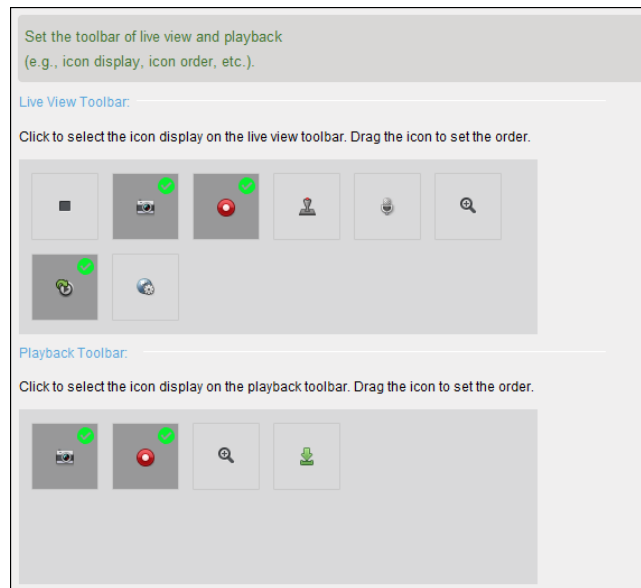 Set the toolbar of live view and playback
(e.g., icon display, icon order, etc.).
Live View Toolbar:
Click to select the icon display on the live view toolbar. Drag the icon to set the order.
Playback Toolbar:
Click to select the icon display on the playback toolbar. Drag the icon to set the order.